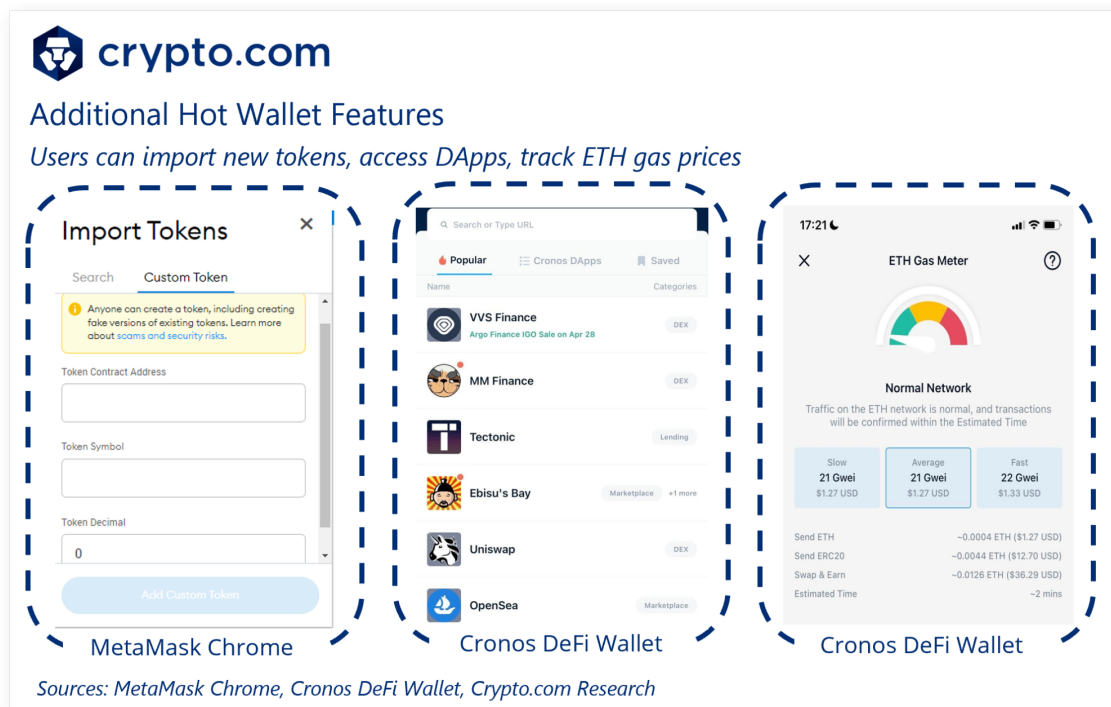 crypto.com
Additional Hot Wallet Features
Users can import new tokens, access DApps, track ETH gas prices
Import Tokens
Search
Custom Token
Anyone can create a token, including creating
fake versions of existing tokens. Learn more
about scams and security risks.
Token Contract Address
Token Symbol
Token Decimal
0
Add Custom Token
MetaMask Chrome
Search or Type URL
Popular
Cronos DApps
Saved
Name
Categories
VVS Finance
Argo Finance IGO Sale on Apr 28
DEX
MM Finance
DEX
Tectonic
Lending
Ebisu's Bay
Marketplace
+1 more
Uniswap
DEX
OpenSea
Marketplace
Cronos DeFi Wallet
17:21
ETH Gas Meter
?
Normal Network
Traffic on the ETH network is normal, and transactions
will be confirmed within the Estimated Time
Slow
21 Gwei
$1.27 USD
Average
21 Gwei
$1.27 USD
Fast
22 Gwei
$1.33 USD
Send ETH ~0.0004 ETH ($1.27 USD)
Send ERC20 ~0.0044 ETH ($12.70 USD)
Swap & Earn ~0.0126 ETH ($36.29 USD)
Estimated Time ~2 mins
Cronos DeFi Wallet
Sources: MetaMask Chrome, Cronos DeFi Wallet, Crypto.com Research